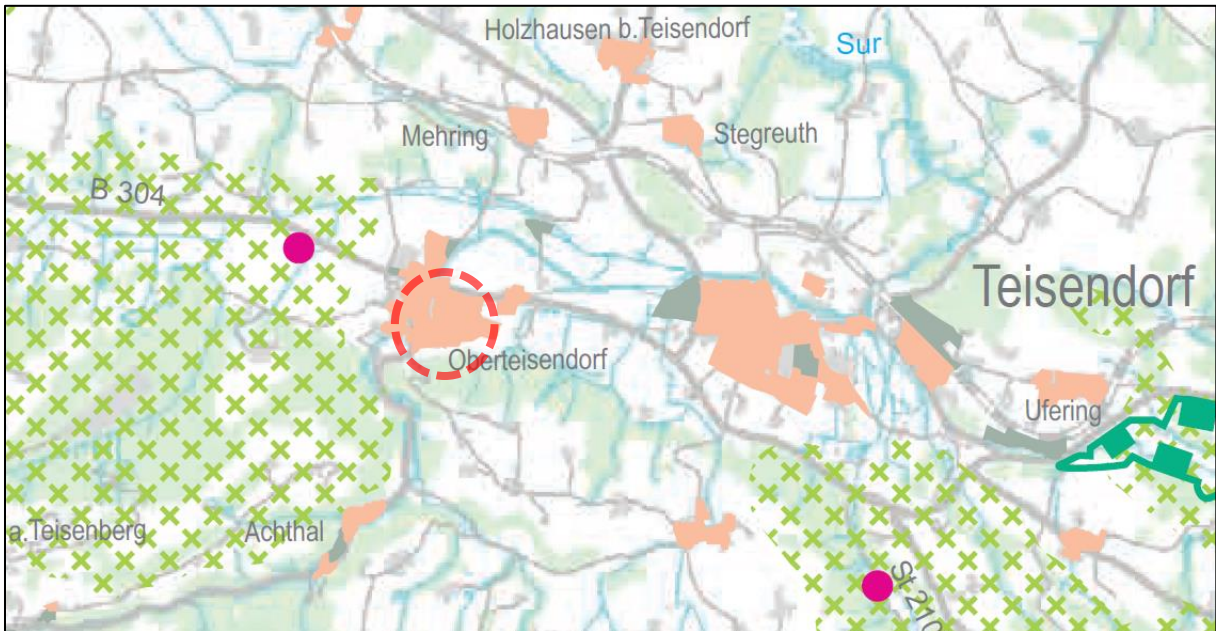 Holzhausen b.Teisendorf
Sur
Mehring
Stegreuth
B 304
Teisendorf
Oberteisendorf
Ufering
a.Teisenberg
Achthal
St 210